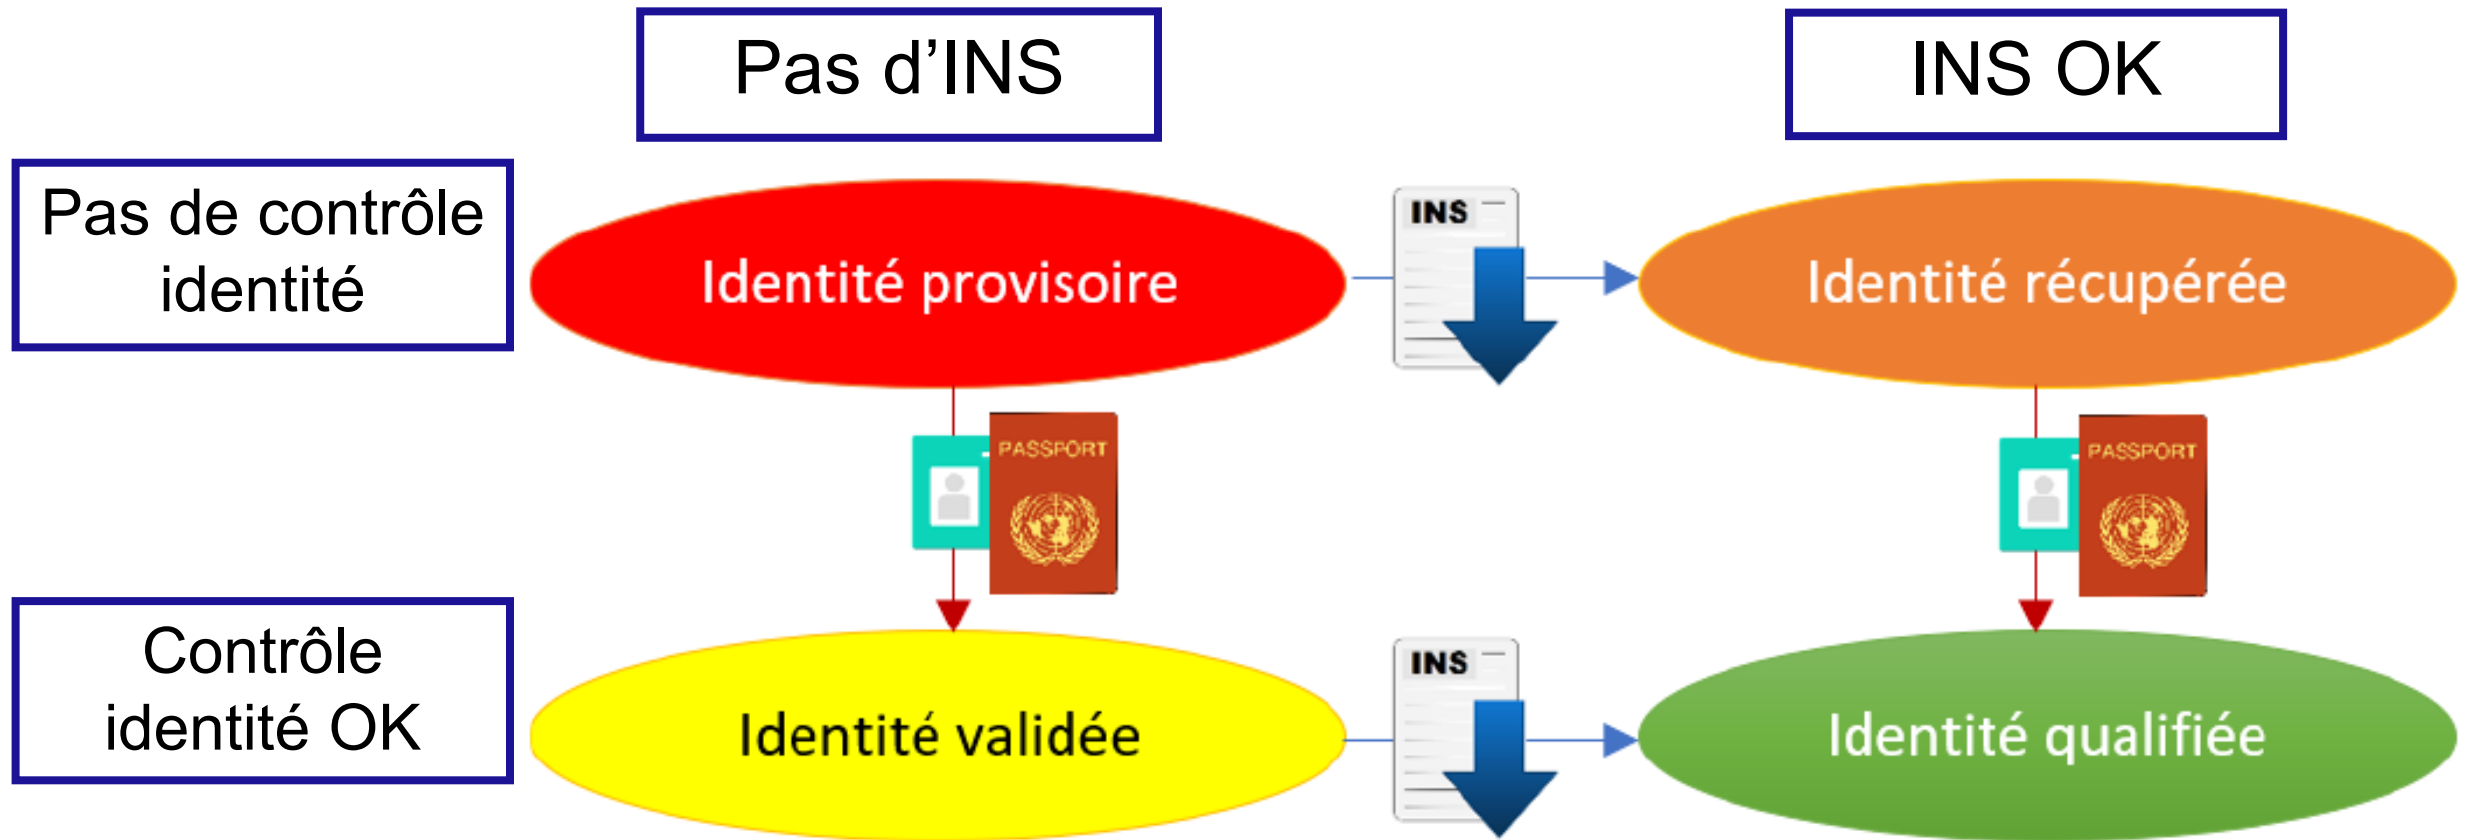 Pas d’INS
INS OK
Pas de contrôle
identité
Identité provisoire
INS
Identité récupérée
PASSPORT
PASSPORT
Contrôle
identité OK
Identité validée
INS
Identité qualifiée